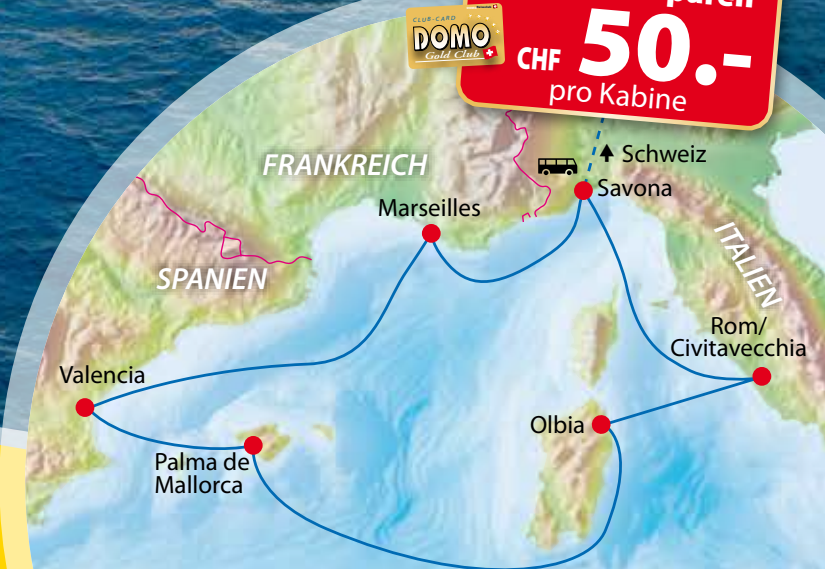 CLUB-CARD
DOMO
Gold Club
CHF 50.-
pro Kabine
FRANKREICH
Schweiz
Savona
Marseilles
SPANIEN
ITALIEN
Rom/
Civitavecchia
Valencia
Olbia
Palma de
Mallorca